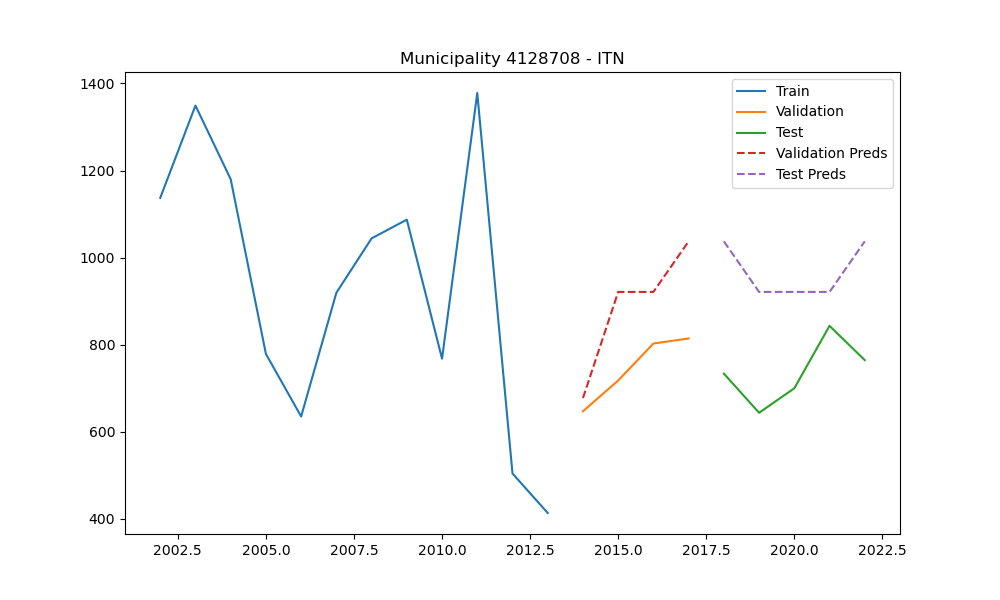 Municipality 4128708 - ITN
1400
1200
1000
800
600
400
Train
Validation
Test
Validation Preds
Test Preds
2002.5 2005.0 2007.5 2010.0 2012.5 2015.0 2017.5 2020.0 2022.5